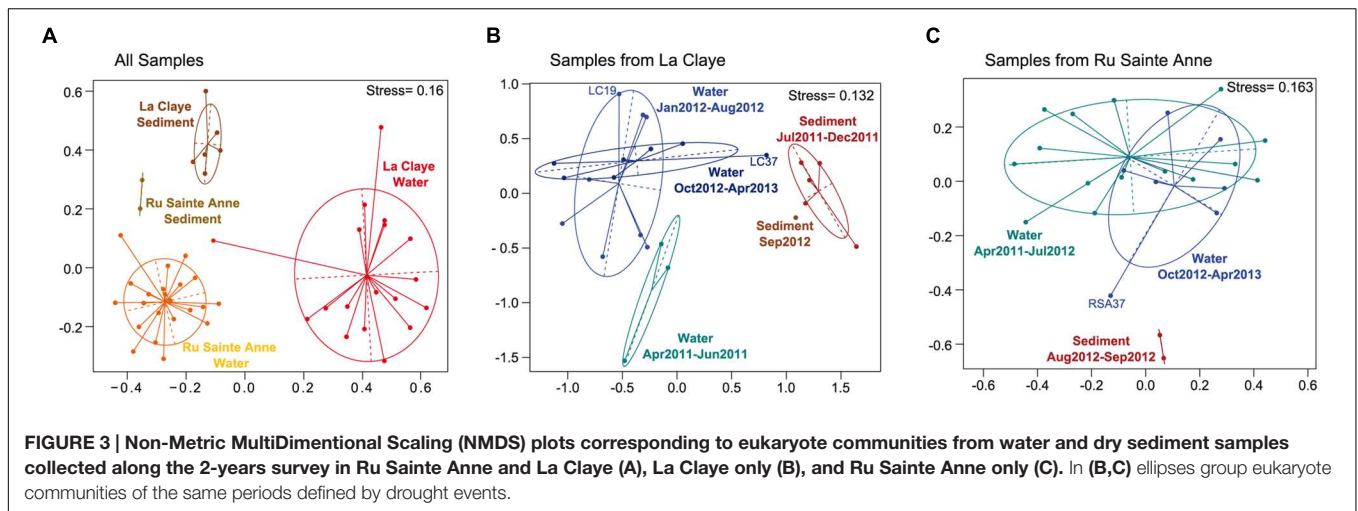 A
All Samples
Stress= 0.16
La Claye
Sediment
Ru Sainte Anne
Sediment
La Claye
Water
Ru Sainte Anne
Water
0.6
0.4
0.2
0.0
-0.2
-0.4 -0.2 0.0 0.2 0.4 0.6
B
Samples from La Claye
Stress= 0.132
LC19
Water
Jan2012-Aug2012
Sediment
Jul2011-Dec2011
LC37
Water
Oct2012-Apr2013
Sediment
Sep2012
Water
Apr2011-Jun2011
1.0
0.5
0.0
-0.5
-1.0
-1.5
-1.0 -0.5 0.0 0.5 1.0 1.5
C
Samples from Ru Sainte Anne
Stress= 0.163
Water
Apr2011-Jul2012
Water
Oct2012-Apr2013
RSA37
Sediment
Aug2012-Sep2012
0.2
0.0
-0.2
-0.4
-0.6
-0.6 -0.4 -0.2 0.0 0.2 0.4
FIGURE 3 | Non-Metric MultiDimentional Scaling (NMDS) plots corresponding to eukaryote communities from water and dry sediment samples
collected along the 2-years survey in Ru Sainte Anne and La Claye (A), La Claye only (B), and Ru Sainte Anne only (C). In (B,C) ellipses group eukaryote
communities of the same periods defined by drought events.